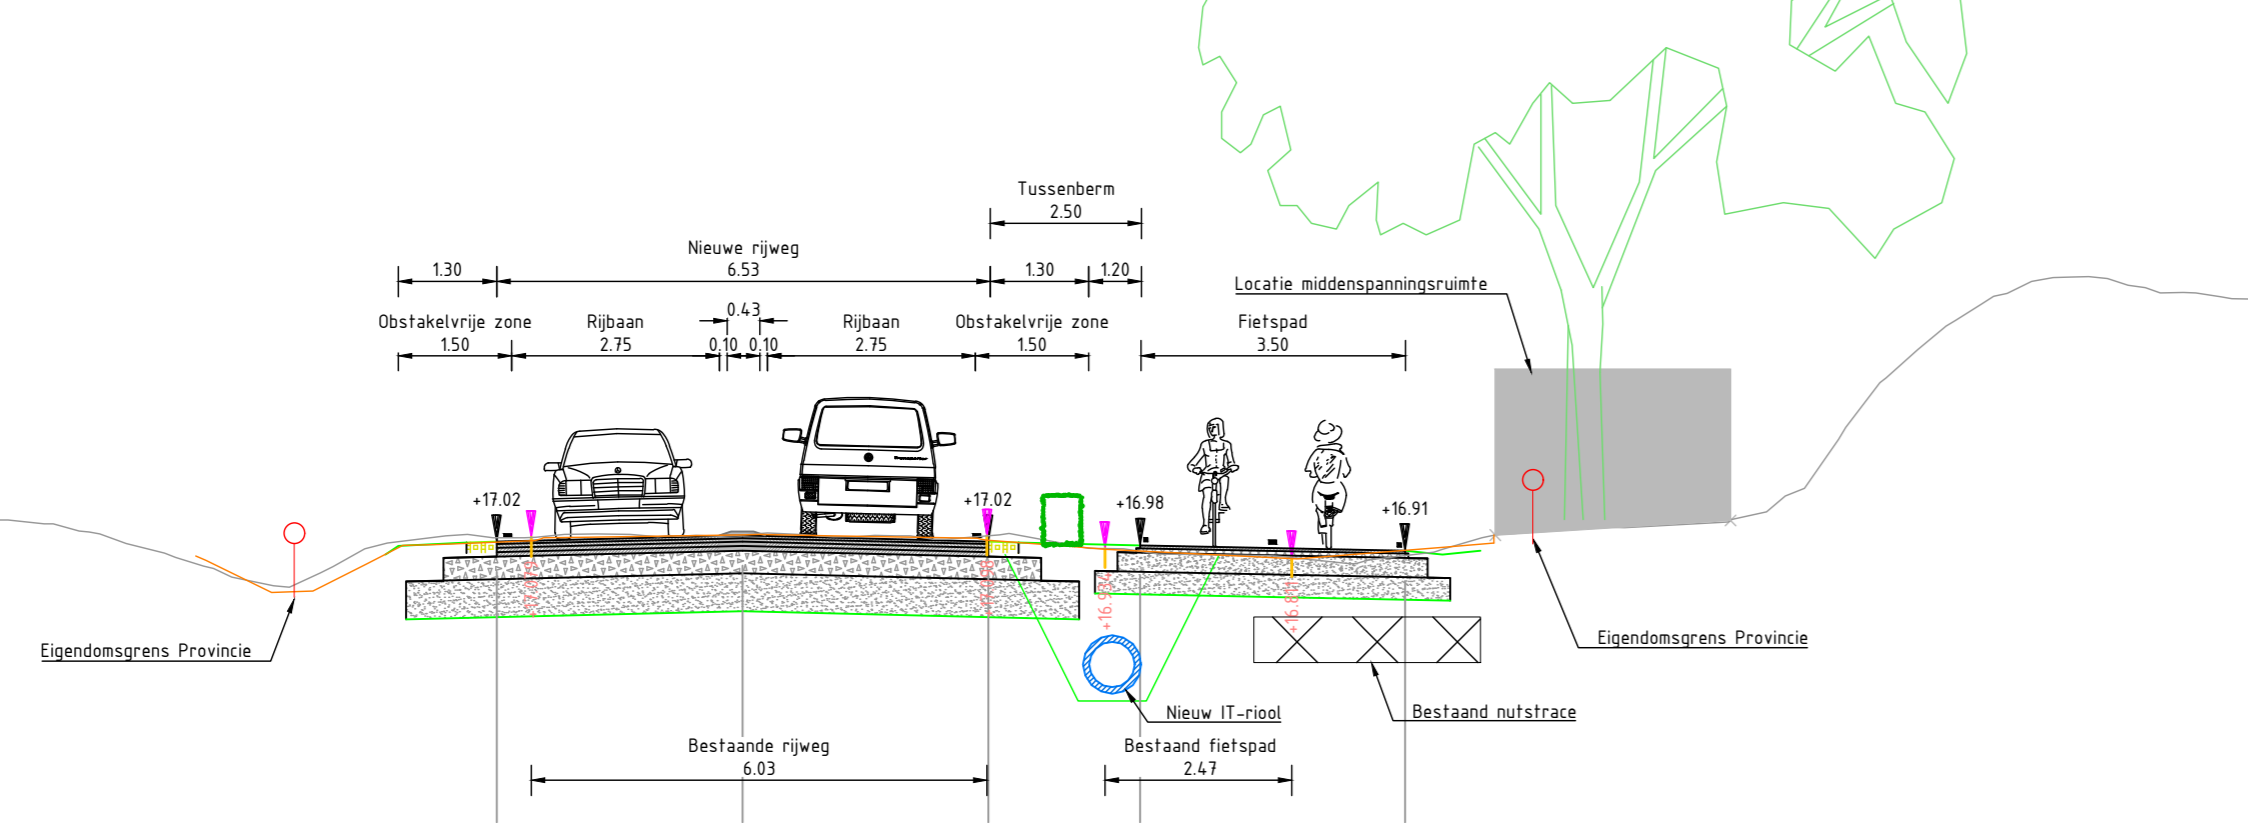 Tussenberm
2.50
Nieuwe rijweg
1.30
6.53
1.30
1.20
Locatie middenspanningsruimte
0.43
Obstakelvrije zone
Rijbaan
Rijbaan
Obstakelvrije zone
Fietspad
1.50
2.75
0.10
0.10
2.75
1.50
3.50
+17.02
+17.02
+16.98
+16.91
Eigendomsgrens Provincie
Eigendomsgrens Provincie
Nieuw IT-riool
Bestaand nutstrace
Bestaande rijweg
6.03
Bestaand fietspad
2.47